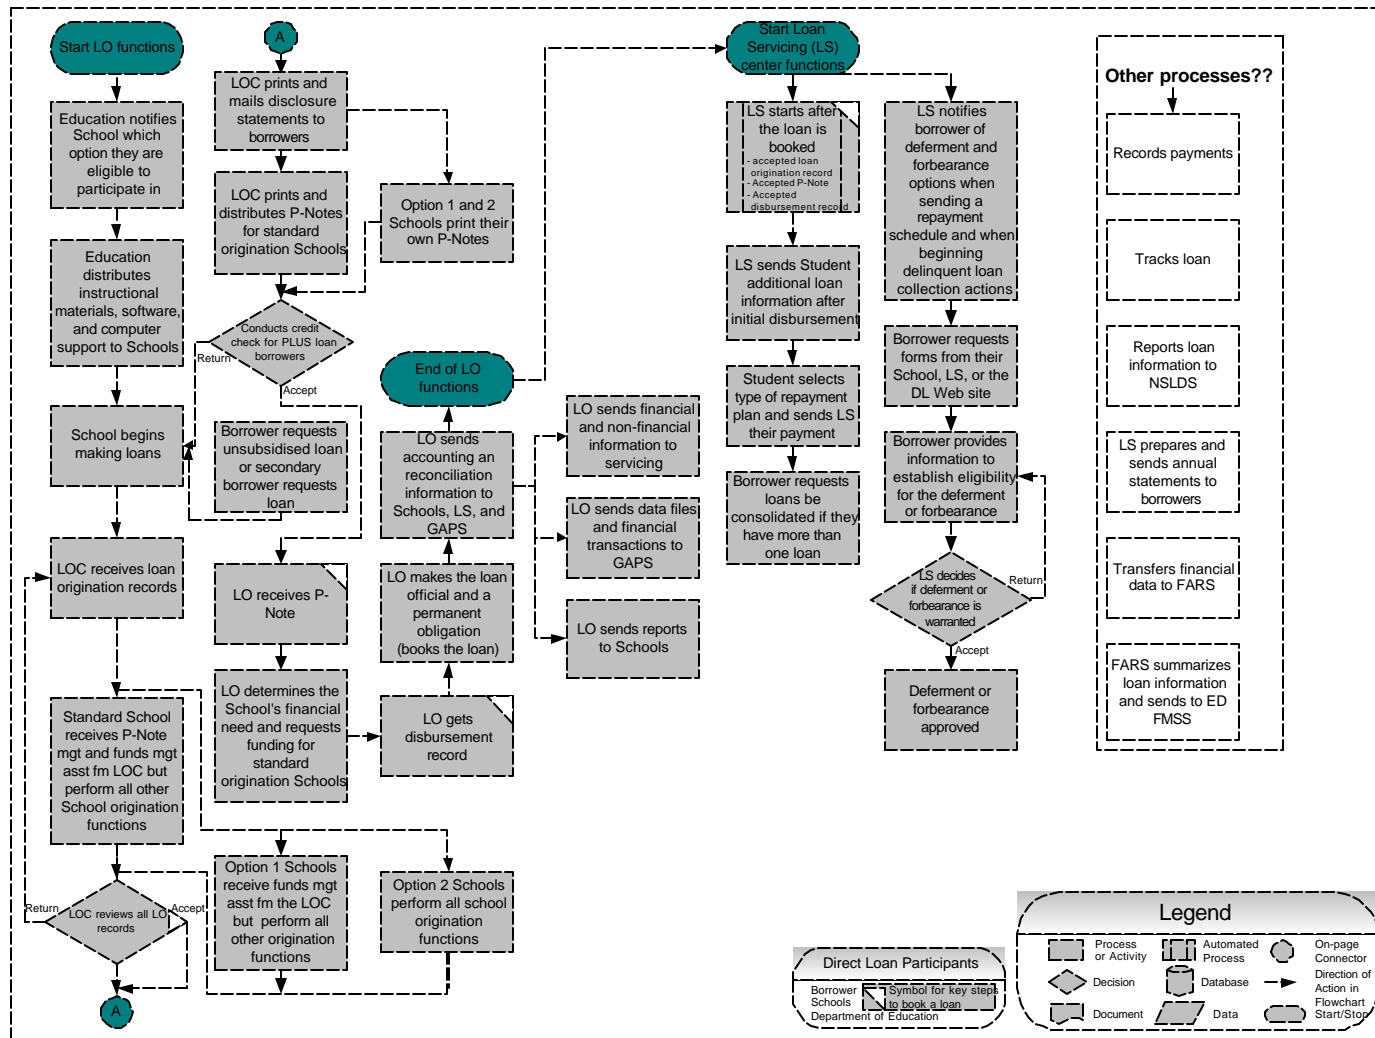 Start LO functions
Education notifies
School which
option they are
eligible to
participate in
Education
distributes
instructional
materials, software,
and computer
support to Schools
School begins
making loans
LOC receives loan
origination records
Standard School
receives P-Note
mgt and funds mgt
asst fm LOC but
perform all other
School origination
functions
LOC reviews all LO
records
Return
Accept
A
A
LOC prints and
mails disclosure
statements to
borrowers
LOC prints and
distributes P-Notes
for standard
origination Schools
Option 1 and 2
Schools print their
own P-Notes
Conducts credit
check for PLUS loan
borrowers
Return
Accept
Borrower requests
unsubsidised loan
or secondary
borrower requests
loan
LO receives P-
Note
LO determines the
School's financial
need and requests
funding for
standard
origination Schools
Option 1 Schools
receive funds mgt
asst fm the LOC
but perform all
other origination
functions
Option 2 Schools
perform all school
origination
functions
LO gets
disbursement
record
LO makes the loan
official and a
permanent
obligation
(books the loan)
LO sends
accounting an
reconciliation
information to
Schools, LS, and
GAPS
End of LO
functions
LO sends financial
and non-financial
information to
servicing
LO sends data files
and financial
transactions to
GAPS
LO sends reports
to Schools
Start Loan
Servicing (LS)
center functions
LS starts after
the loan is
booked
- accepted loan
origination record
- Accepted P-Note
- Accepted
disbursement record
LS sends Student
additional loan
information after
initial disbursement
Student selects
type of repayment
plan and sends LS
their payment
Borrower requests
loans be
consolidated if they
have more than
one loan
LS notifies
borrower of
deferment and
forbearance
options when
sending a
repayment
schedule and when
beginning
delinquent loan
collection actions
Borrower requests
forms from their
School, LS, or the
DL Web site
Borrower provides
information to
establish eligibility
for the deferment
or forbearance
LS decides
if deferment or
forbearance is
warranted
Return
Accept
Deferment or
forbearance
approved
Other processes??
Records payments
Tracks loan
Reports loan
information to
NSLDS
LS prepares and
sends annual
statements to
borrowers
Transfers financial
data to FARS
FARS summarizes
loan information
and sends to ED
FMSS
Direct Loan Participants
Borrower
Schools
Department of Education
Symbol for key steps
to book a loan
Legend
Process
or Activity
Automated
Process
On-page
Connector
Decision
Database
Direction of
Action in
Flowchart
Document
Data
Start/Stop